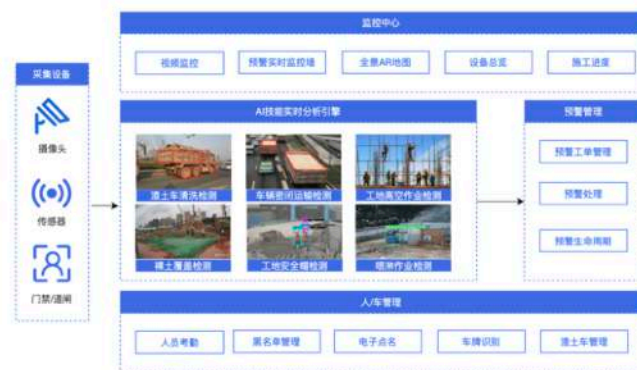 监控中心
视频监控
预警实时监控墙
全景AR地图
设备总览
施工进度
采集设备
摄像头
传感器
门禁/道闸
AI技能实时分析引擎
渣土车清洗检测
车辆密闭运输检测
工地高空作业检测
裸土覆盖检测
工地安全帽检测
喷淋作业检测
预警管理
预警工单管理
预警处理
预警生命周期
人/车管理
人员考勤
黑名单管理
电子点名
车牌识别
渣土车管理